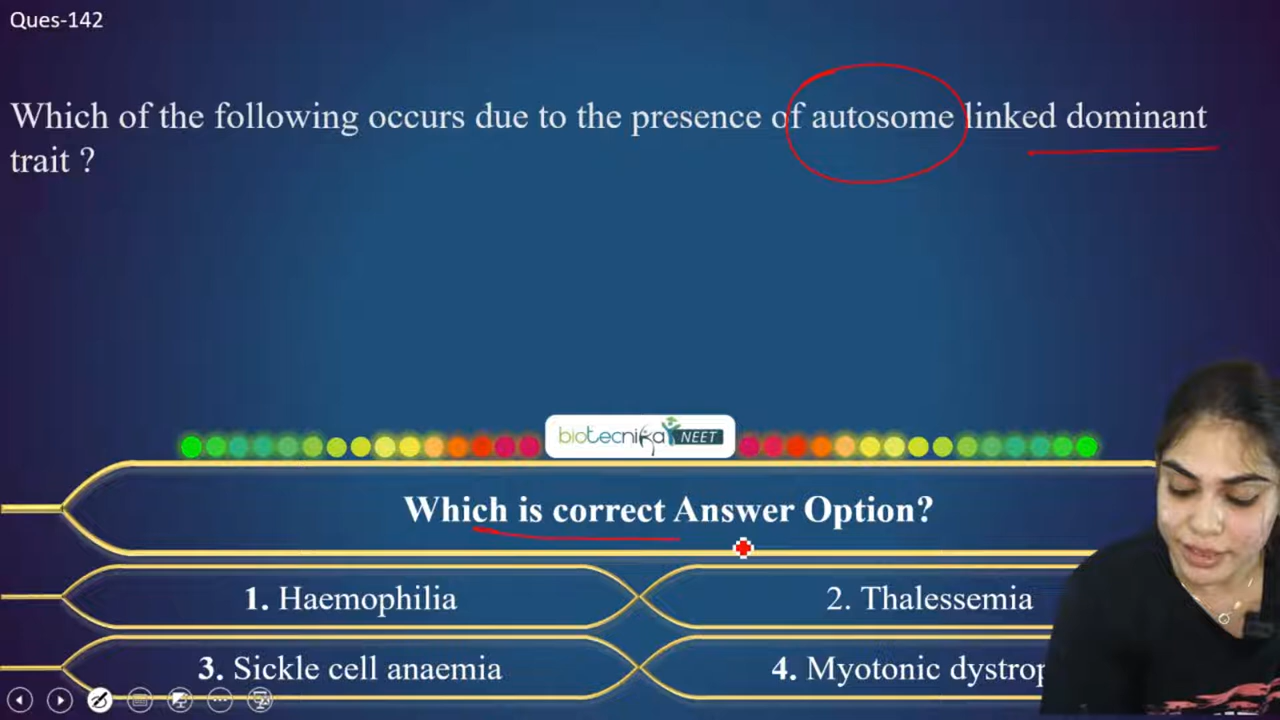 Ques-142
Which of the following occurs due to the presence of autosome linked dominant
trait ?
biotecnika NEET
Which is correct Answer Option?
1. Haemophilia
2. Thalessemia
3. Sickle cell anaemia
4. Myotonic dystrop